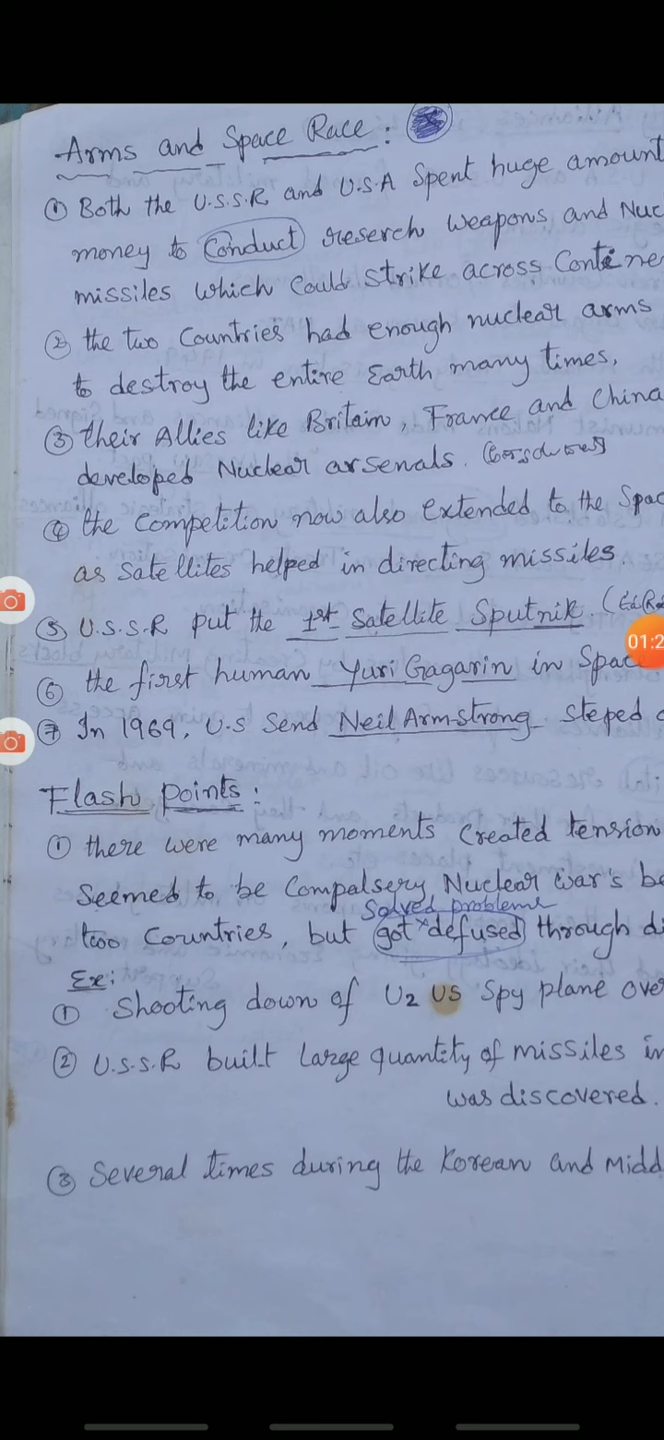 Arms and Space Race :
① Both the U.S.S.R and U.S.A Spent huge amount
money to Conduct reserch weapons and Nuc
missiles which Could Strike across Contine
② the two Countries had enough nuclear arms
to destroy the entire Earth many times,
③ their Allies like Britain, France and China
developed Nuclear arsenals.
④ the Competition now also Extended to the Spac
as Satellites helped in directing missiles.
⑤ U.S.S.R put the 1st Satellite Sputnik.
01:2
⑥ the first human Yuri Gagarin in Spac
⑦ In 1969, U.S Send Neil Armstrong Steped
Flash points :
① there were many moments Created tension
Seemed to be Compalsery Nuclear war's be
Solved probleme
two Countries, but got defused through di
Ex:
① Shooting down of U2 US Spy plane over
② U.S.S.R built Large quantity of missiles in
was discovered.
③ Several times during the Korean and Midd